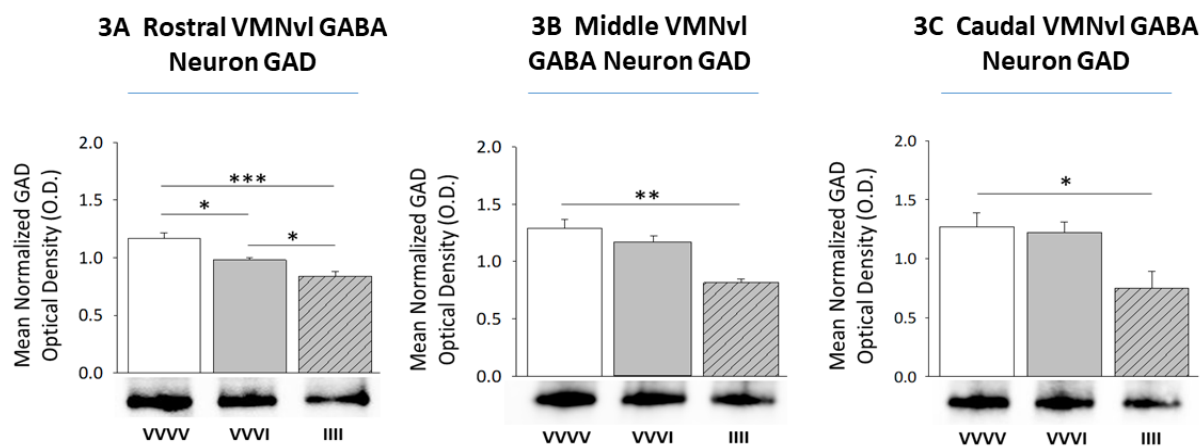 3A Rostral VMNvl GABA
Neuron GAD
Mean Normalized GAD
Optical Density (O.D.)
2.0
1.5
1.0
0.5
0.0
***
*
*
VVVV VVVI IIII
3B Middle VMNvl
GABA Neuron GAD
Mean Normalized GAD
Optical Density (O.D.)
2.0
1.5
1.0
0.5
0.0
**
VVVV VVVI IIII
3C Caudal VMNvl GABA
Neuron GAD
Mean Normalized GAD
Optical Density (O.D.)
2.0
1.5
1.0
0.5
0.0
*
VVVV VVVI IIII